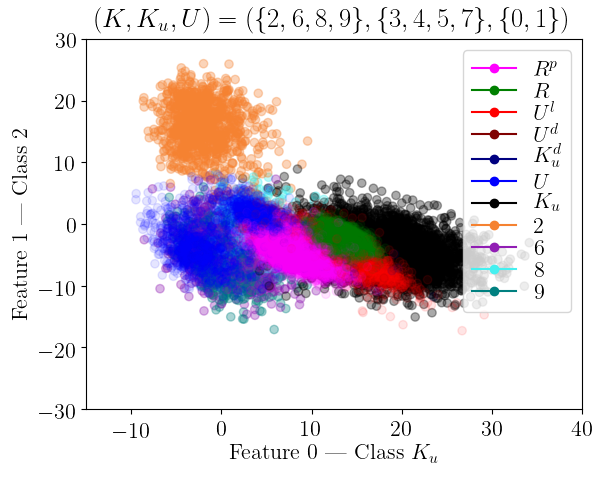 (K, K_u, U) = ({2, 6, 8, 9}, {3, 4, 5, 7}, {0, 1})
30
20
10
0
−10
−20
−30
Feature 1 — Class 2
R^p
R
U^l
U^d
K_u^d
U
K_u
2
6
8
9
−10
0
10
20
30
40
Feature 0 — Class K_u